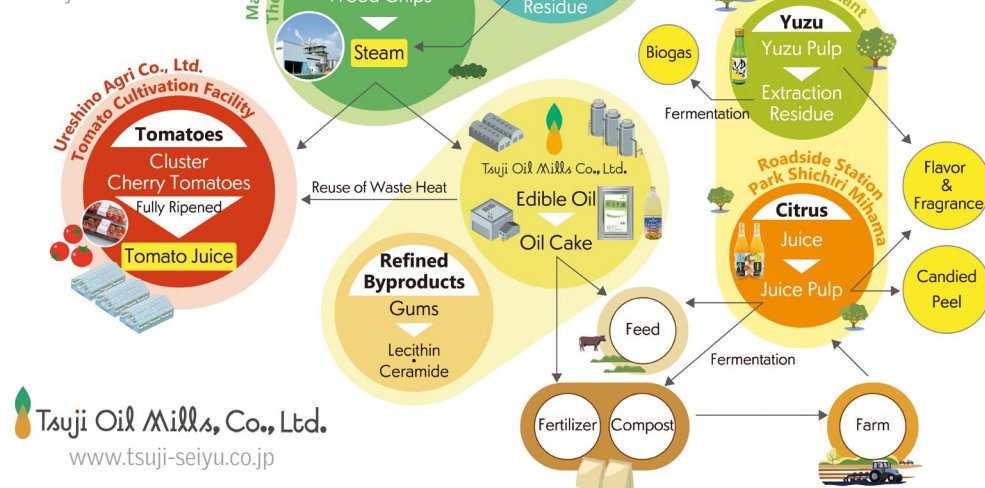 Residue
Steam
Ureshino Agri Co., Ltd.
Tomato Cultivation Facility
Tomatoes
Cluster
Cherry Tomatoes
Fully Ripened
Tomato Juice
Reuse of Waste Heat
Tsuji Oil Mills Co., Ltd.
Edible Oil
Oil Cake
Refined
Byproducts
Gums
Lecithin
・
Ceramide
Biogas
Fermentation
Yuzu
Yuzu Pulp
Extraction
Residue
ゆず
Roadside Station
Park Shichiri Mihama
Citrus
Juice
Juice Pulp
Flavor
&
Fragrance
Candied
Peel
Feed
Fermentation
Fertilizer
Compost
Farm
Tsuji Oil Mills, Co., Ltd.
www.tsuji-seiyu.co.jp